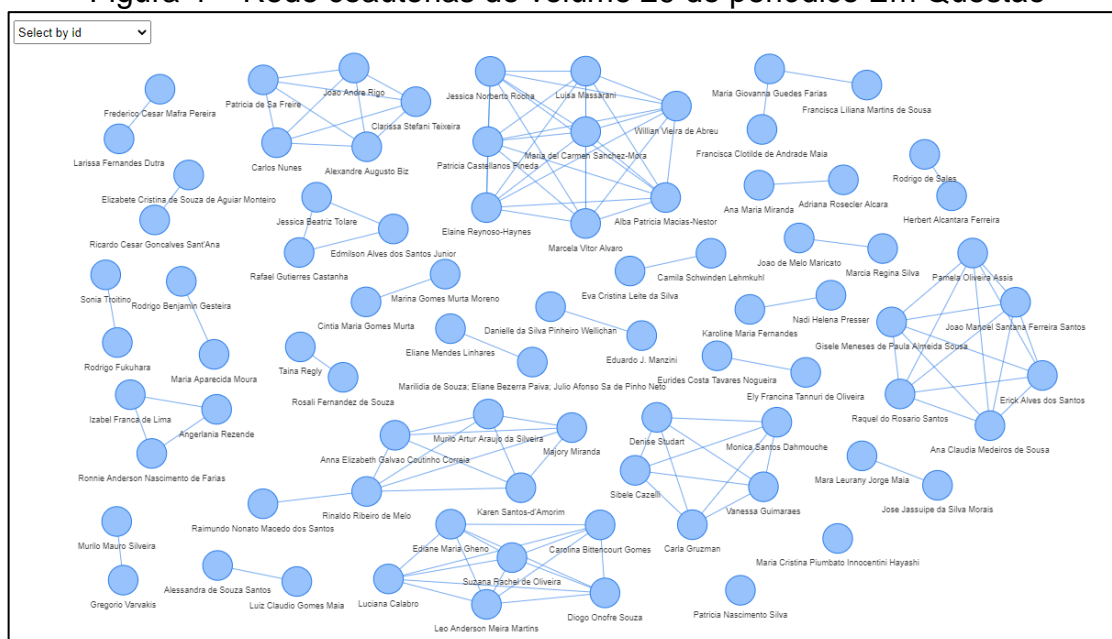 Figura 4 – Rede coautorias do volume 28 do periódico Em Questão
Select by id
Frederico Cesar Mafra Pereira
Larissa Fernandes Dutra
Patricia de Sa Freire
Joao Andre Rigo
Clarissa Stefani Teixeira
Carlos Nunes
Alexandre Augusto Biz
Jessica Norberto Rocha
Luisa Massarani
Willian Vieira de Abreu
Patricia Castellanos Pineda
Maria del Carmen Sanchez-Mora
Elaine Reynoso-Haynes
Alba Patricia Macias-Nestor
Marcela Vitor Alvaro
Maria Giovanna Guedes Farias
Francisca Liliana Martins de Sousa
Francisca Clotilde de Andrade Maia
Rodrigo de Sales
Herbert Alcantara Ferreira
Elizabete Cristina de Souza de Aguiar Monteiro
Ricardo Cesar Goncalves Sant'Ana
Jessica Beatriz Tolare
Edmilson Alves dos Santos Junior
Rafael Gutierres Castanha
Ana Maria Miranda
Adriana Rosecler Alcara
Joao de Melo Maricato
Marcia Regina Silva
Camila Schwinden Lehmkuhl
Eva Cristina Leite da Silva
Pamela Oliveira Assis
Joao Manoel Santana Ferreira Santos
Gisele Meneses de Paula Almeida Sousa
Erick Alves dos Santos
Raquel do Rosario Santos
Ana Claudia Medeiros de Sousa
Sonia Troitino
Rodrigo Fukuhara
Rodrigo Benjamin Gesteira
Maria Aparecida Moura
Marina Gomes Murta Moreno
Cintia Maria Gomes Murta
Danielle da Silva Pinheiro Wellichan
Eduardo J. Manzini
Nadi Helena Presser
Karoline Maria Fernandes
Eliane Mendes Linhares
Marilidia de Souza; Eliane Bezerra Paiva; Julio Afonso Sa de Pinho Neto
Eurides Costa Tavares Nogueira
Ely Francina Tannuri de Oliveira
Taina Regly
Rosali Fernandez de Souza
Izabel Franca de Lima
Angerlania Rezende
Ronnie Anderson Nascimento de Farias
Murilo Artur Araujo da Silveira
Majory Miranda
Anna Elizabeth Galvao Coutinho Correia
Rinaldo Ribeiro de Melo
Karen Santos-d'Amorim
Raimundo Nonato Macedo dos Santos
Denise Studart
Monica Santos Dahmouche
Sibele Cazelli
Vanessa Guimaraes
Carla Gruzman
Mara Leurany Jorge Maia
Jose Jassuipe da Silva Morais
Murilo Mauro Silveira
Gregorio Varvakis
Alessandra de Souza Santos
Luiz Claudio Gomes Maia
Ediane Maria Gheno
Carolina Bittencourt Gomes
Suzana Rachel de Oliveira
Luciana Calabro
Diogo Onofre Souza
Leo Anderson Meira Martins
Maria Cristina Piumbato Innocentini Hayashi
Patricia Nascimento Silva